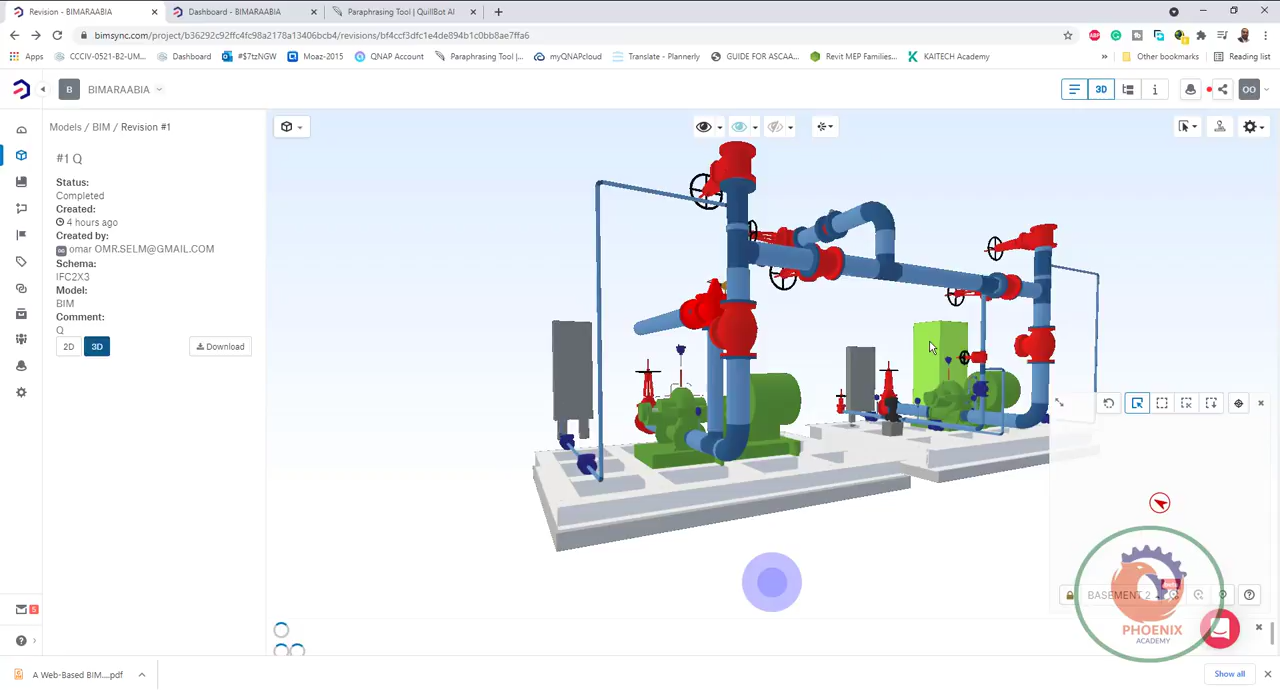 Revision - BIMARAABIA
Dashboard - BIMARAABIA
Paraphrasing Tool | QuillBot AI
bimsync.com/project/b36292c92ffc4fc98a2178a13406bcb4/revisions/bf4ccf3dfc1e4de894b1c0bb8ae7ffa6
Apps
CCCIV-0521-B2-UM...
Dashboard
#$7tzNGW
Moaz-2015
QNAP Account
Paraphrasing Tool |...
myQNAPcloud
Translate - Plannerly
GUIDE FOR ASCAA...
Revit MEP Families...
KAITECH Academy
»
Other bookmarks
Reading list
B
BIMARAABIA
3D
OO
Models / BIM / Revision #1
#1 Q
Status:
Completed
Created:
4 hours ago
Created by:
OO omar OMR.SELM@GMAIL.COM
Schema:
IFC2X3
Model:
BIM
Comment:
Q
2D
3D
Download
BASEMENT 2
PHOENIX
ACADEMY
5
A Web-Based BIM....pdf
Show all